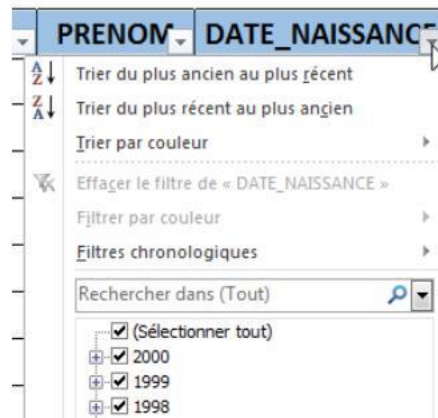 PRENOM DATE_NAISSANCE
Trier du plus ancien au plus récent
Trier du plus récent au plus ancien
Trier par couleur
Effacer le filtre de « DATE_NAISSANCE »
Filtrer par couleur
Filtres chronologiques
Rechercher dans (Tout)
(Sélectionner tout)
2000
1999
1998